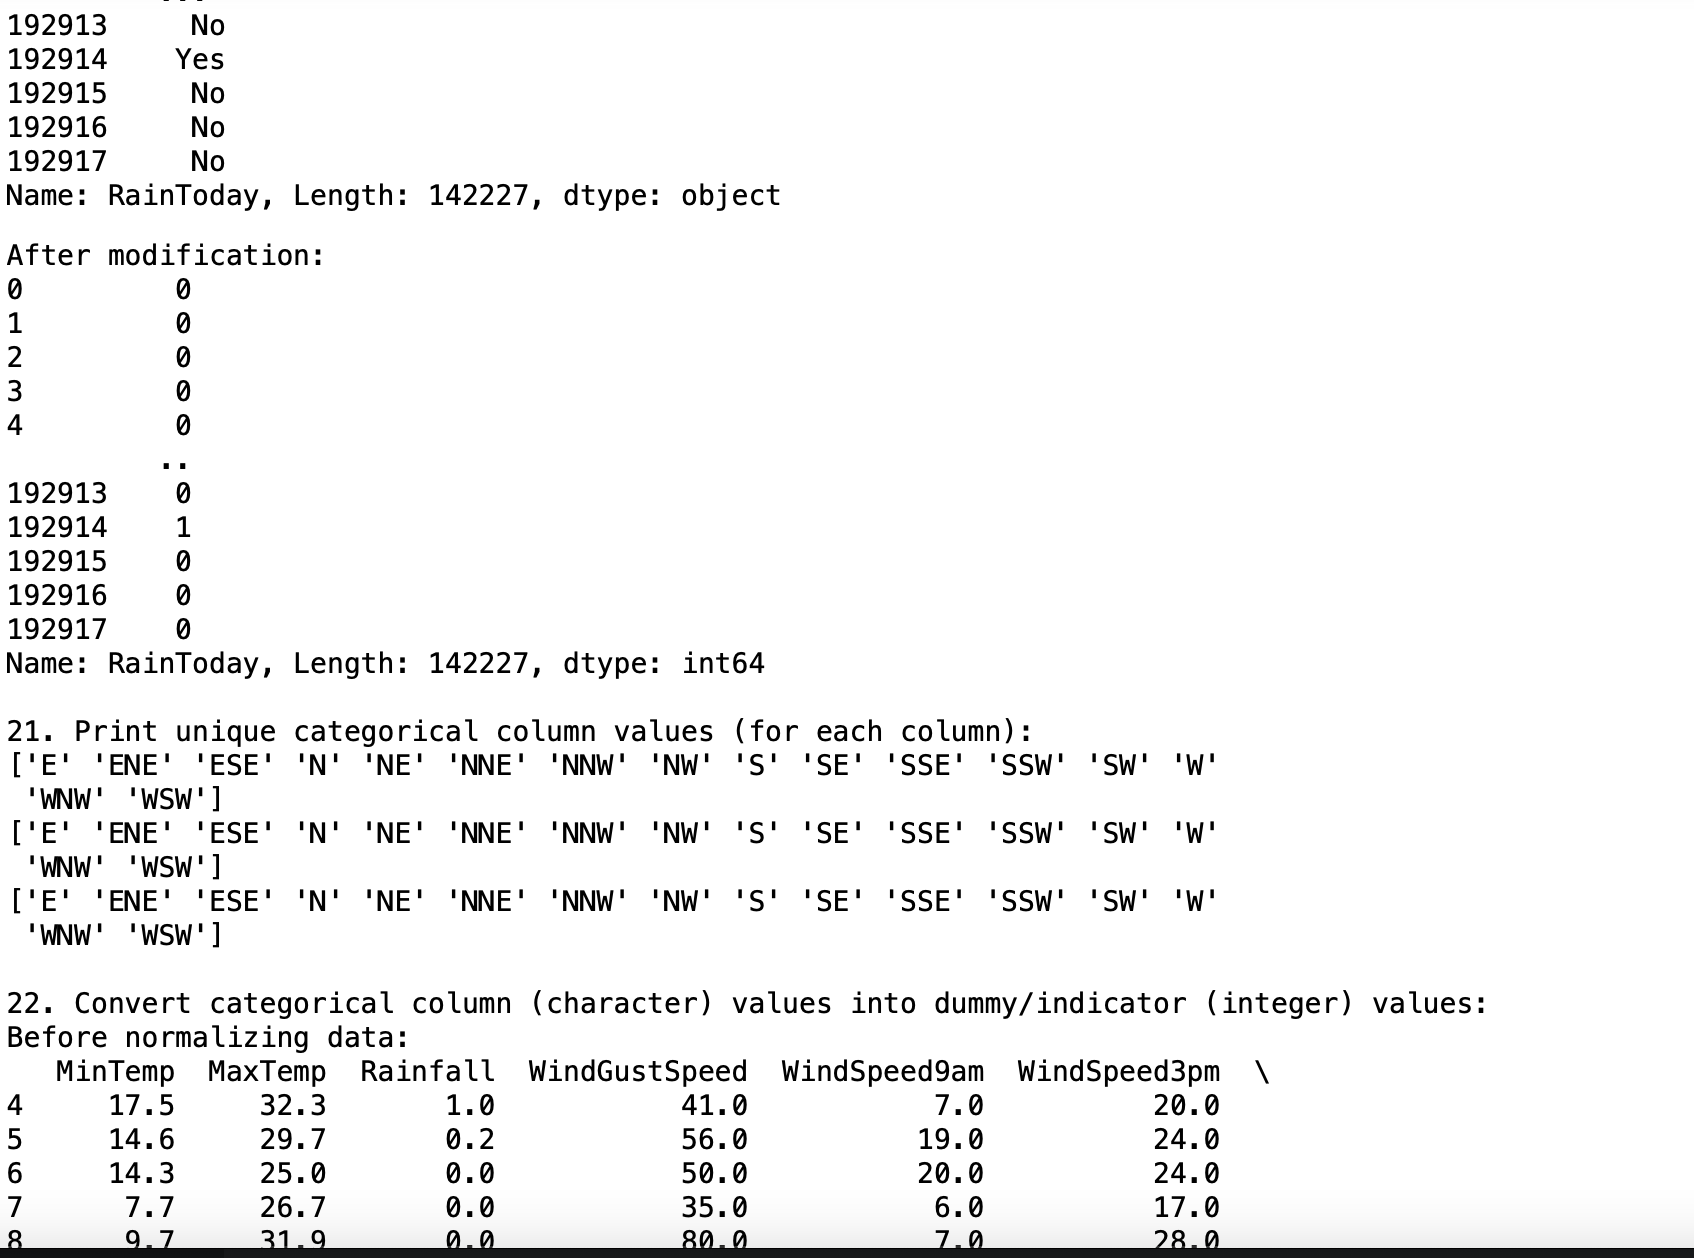 192913     No
192914    Yes
192915     No
192916     No
192917     No
Name: RainToday, Length: 142227, dtype: object

After modification:
0         0
1         0
2         0
3         0
4         0
         ..
192913    0
192914    1
192915    0
192916    0
192917    0
Name: RainToday, Length: 142227, dtype: int64

21. Print unique categorical column values (for each column):
['E' 'ENE' 'ESE' 'N' 'NE' 'NNE' 'NNW' 'NW' 'S' 'SE' 'SSE' 'SSW' 'SW' 'W'
 'WNW' 'WSW']
['E' 'ENE' 'ESE' 'N' 'NE' 'NNE' 'NNW' 'NW' 'S' 'SE' 'SSE' 'SSW' 'SW' 'W'
 'WNW' 'WSW']
['E' 'ENE' 'ESE' 'N' 'NE' 'NNE' 'NNW' 'NW' 'S' 'SE' 'SSE' 'SSW' 'SW' 'W'
 'WNW' 'WSW']

22. Convert categorical column (character) values into dummy/indicator (integer) values:
Before normalizing data:
   MinTemp  MaxTemp  Rainfall  WindGustSpeed  WindSpeed9am  WindSpeed3pm  \
4     17.5     32.3       1.0           41.0           7.0          20.0
5     14.6     29.7       0.2           56.0          19.0          24.0
6     14.3     25.0       0.0           50.0          20.0          24.0
7      7.7     26.7       0.0           35.0           6.0          17.0
8      9.7     31.9       0.0           80.0           7.0          28.0